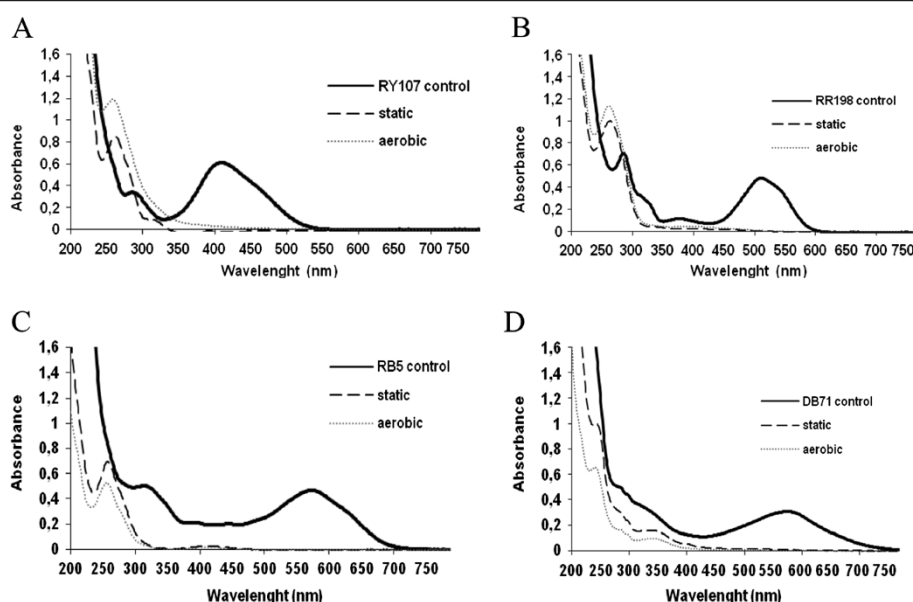 A
1,6
1,4
1,2
1
0,8
0,6
0,4
0,2
0
Absorbance
RY107 control
static
aerobic
200 250 300 350 400 450 500 550 600 650 700 750
Wavelenght (nm)
B
1,6
1,4
1,2
1
0,8
0,6
0,4
0,2
0
Absorbance
RR198 control
static
aerobic
200 250 300 350 400 450 500 550 600 650 700 750
Wavelenght (nm)
C
1,6
1,4
1,2
1
0,8
0,6
0,4
0,2
0
Absorbance
RB5 control
static
aerobic
200 250 300 350 400 450 500 550 600 650 700 750
Wavelenght (nm)
D
1,6
1,4
1,2
1
0,8
0,6
0,4
0,2
0
Absorbance
DB71 control
static
aerobic
200 250 300 350 400 450 500 550 600 650 700 750
Wavelenght (nm)